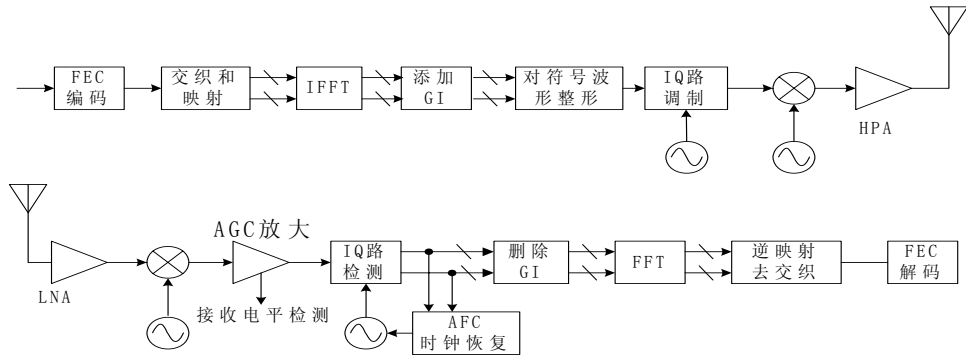 FEC
编码
交织和
映射
IFFT
添加
GI
对符号波
形整形
IQ路
调制
HPA
AGC放大
LNA
接收电平检测
IQ路
检测
AFC
时钟恢复
删除
GI
FFT
逆映射
去交织
FEC
解码